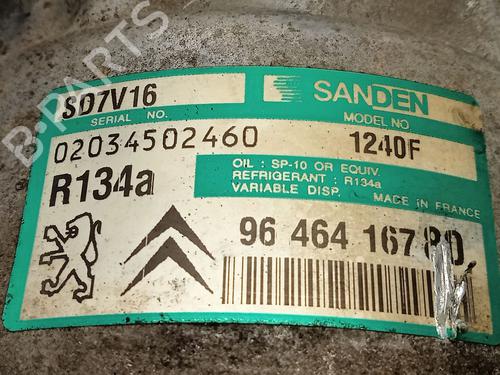 B-PARTS
SD7V16
SANDEN
SERIAL NO.
MODEL NO
02034502460
1240F
OIL : SP-10 OR EQUIV.
REFRIGERANT : R134a
VARIABLE DISP.
MADE IN FRANCE
R134a
96 464 167 80